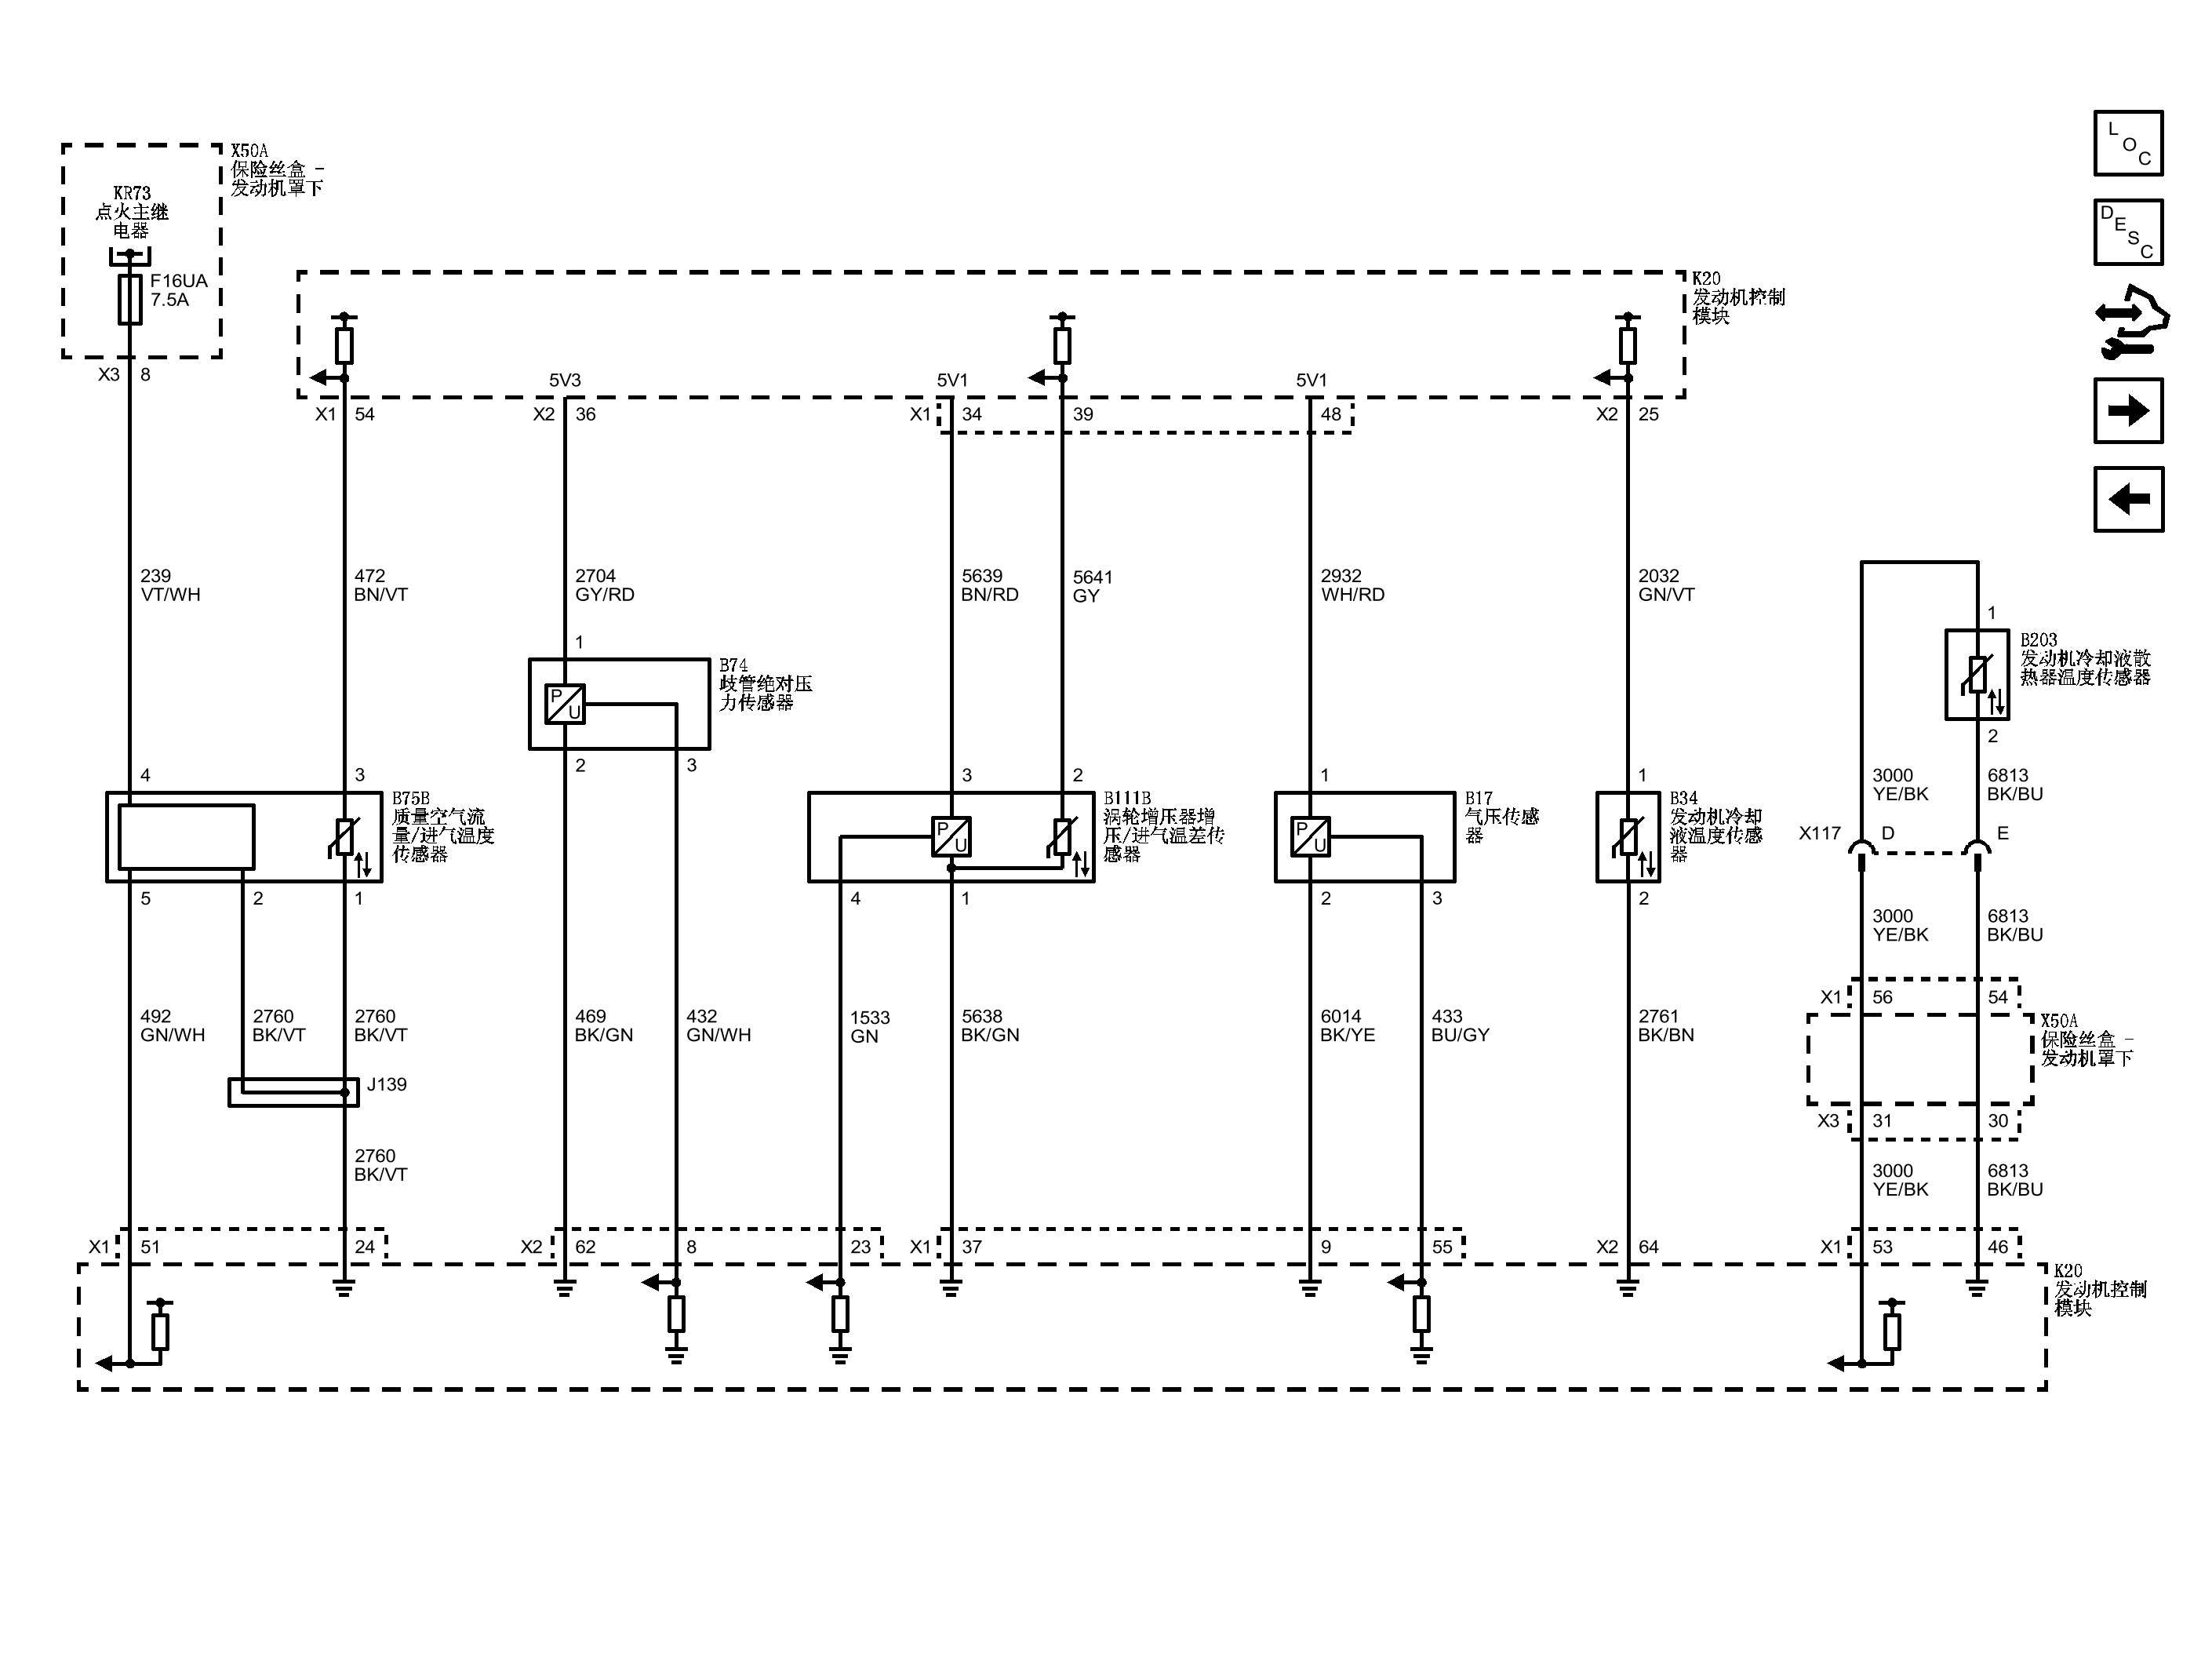 X50A
保险丝盒 -
发动机罩下
KR73
点火主继
电器
F16UA
7.5A
X3 8
K20
发动机控制
模块
L
O
C
D
E
S
C
5V3
5V1
5V1
X1 54
X2 36
X1 34
39
48
X2 25
239
VT/WH
472
BN/VT
2704
GY/RD
5639
BN/RD
5641
GY
2932
WH/RD
2032
GN/VT
1
B74
歧管绝对压
力传感器
P
U
2
3
1
B203
发动机冷却液散
热器温度传感器
2
4
3
B75B
质量空气流
量/进气温度
传感器
5
2
1
3
2
B111B
涡轮增压器增
压/进气温差传
感器
P
U
4
1
1
B17
气压传感
器
P
U
2
3
1
B34
发动机冷却
液温度传感
器
2
3000
YE/BK
6813
BK/BU
X117 D
E
3000
YE/BK
6813
BK/BU
X1 56
54
X50A
保险丝盒 -
发动机罩下
X3 31
30
492
GN/WH
2760
BK/VT
2760
BK/VT
469
BK/GN
432
GN/WH
1533
GN
5638
BK/GN
6014
BK/YE
433
BU/GY
2761
BK/BN
J139
2760
BK/VT
3000
YE/BK
6813
BK/BU
X1 51
24
X2 62
8
23
X1 37
9
55
X2 64
X1 53
46
K20
发动机控制
模块